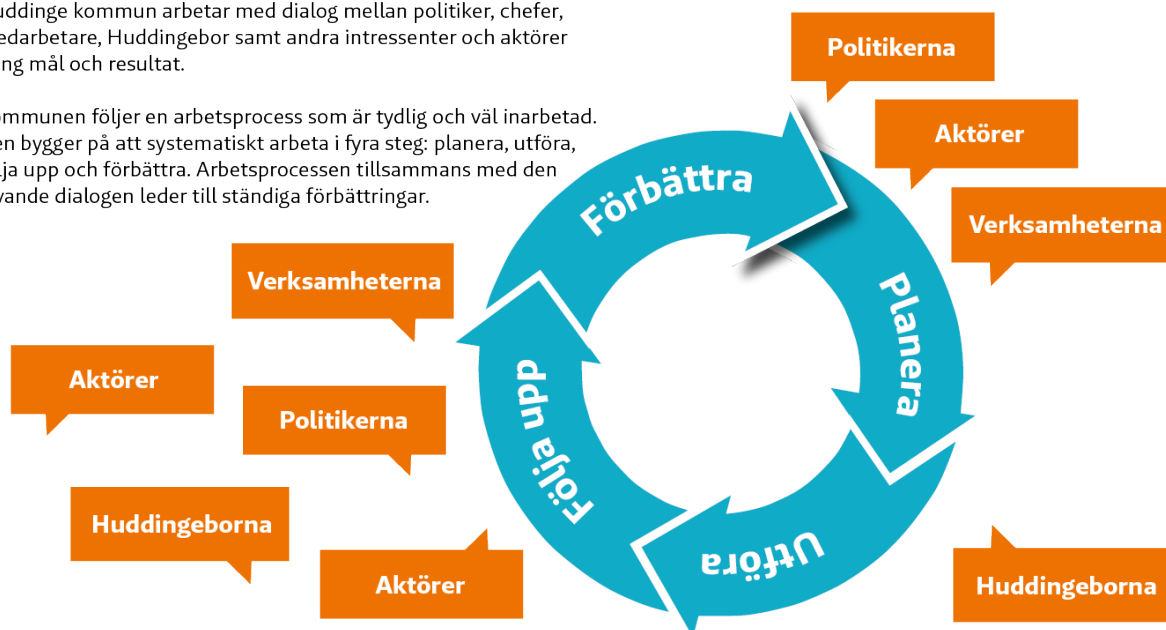 uddinge kommun arbetar med dialog mellan politiker, chefer,
edarbetare, Huddingebor samt andra intressenter och aktörer
ng mål och resultat.
ommunen följer en arbetsprocess som är tydlig och väl inarbetad.
en bygger på att systematiskt arbeta i fyra steg: planera, utföra,
lja upp och förbättra. Arbetsprocessen tillsammans med den
vande dialogen leder till ständiga förbättringar.
Politikerna
Aktörer
Verksamheterna
Förbättra
Planera
Utföra
Följa upp
Verksamheterna
Aktörer
Politikerna
Huddingeborna
Aktörer
Huddingeborna